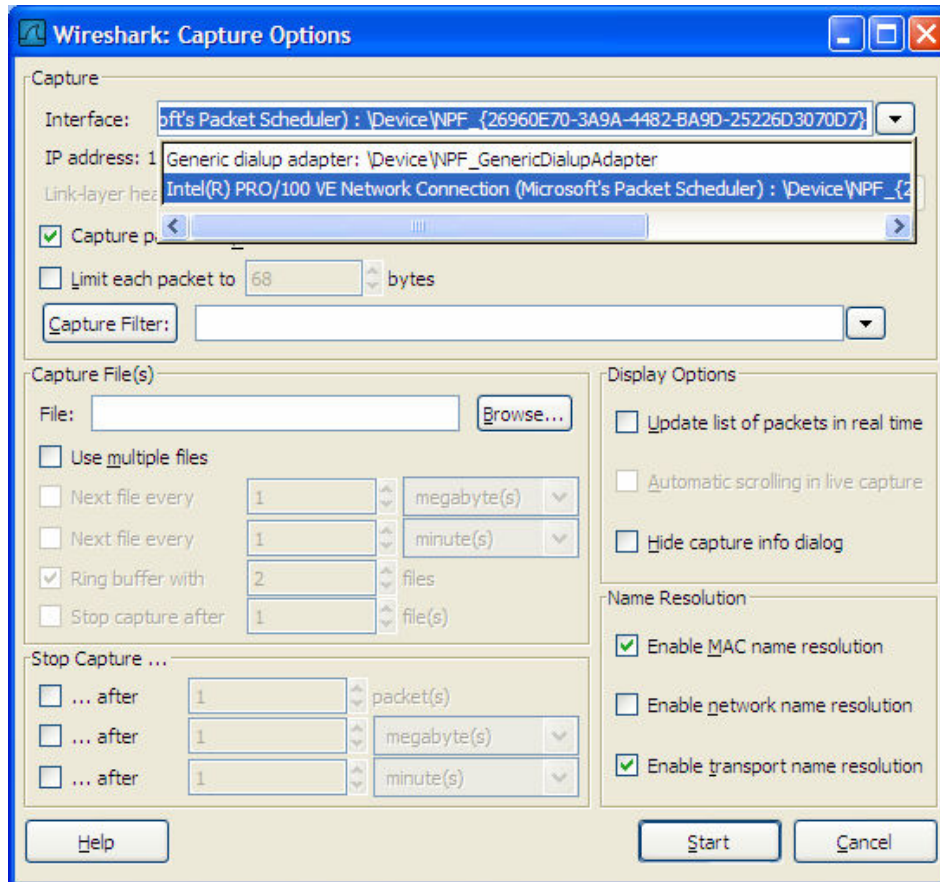 Wireshark: Capture Options
Capture
Interface: oft's Packet Scheduler) : \Device\NPF_{26960E70-3A9A-4482-BA9D-25226D3070D7}
IP address: 1
Generic dialup adapter: \Device\NPF_GenericDialupAdapter
Link-layer hea
Intel(R) PRO/100 VE Network Connection (Microsoft's Packet Scheduler) : \Device\NPF_{2
Capture p
Limit each packet to 68 bytes
Capture Filter:
Capture File(s)
File: Browse...
Use multiple files
Next file every 1 megabyte(s)
Next file every 1 minute(s)
Ring buffer with 2 files
Stop capture after 1 file(s)
Stop Capture ...
... after 1 packet(s)
... after 1 megabyte(s)
... after 1 minute(s)
Display Options
Update list of packets in real time
Automatic scrolling in live capture
Hide capture info dialog
Name Resolution
Enable MAC name resolution
Enable network name resolution
Enable transport name resolution
Help Start Cancel